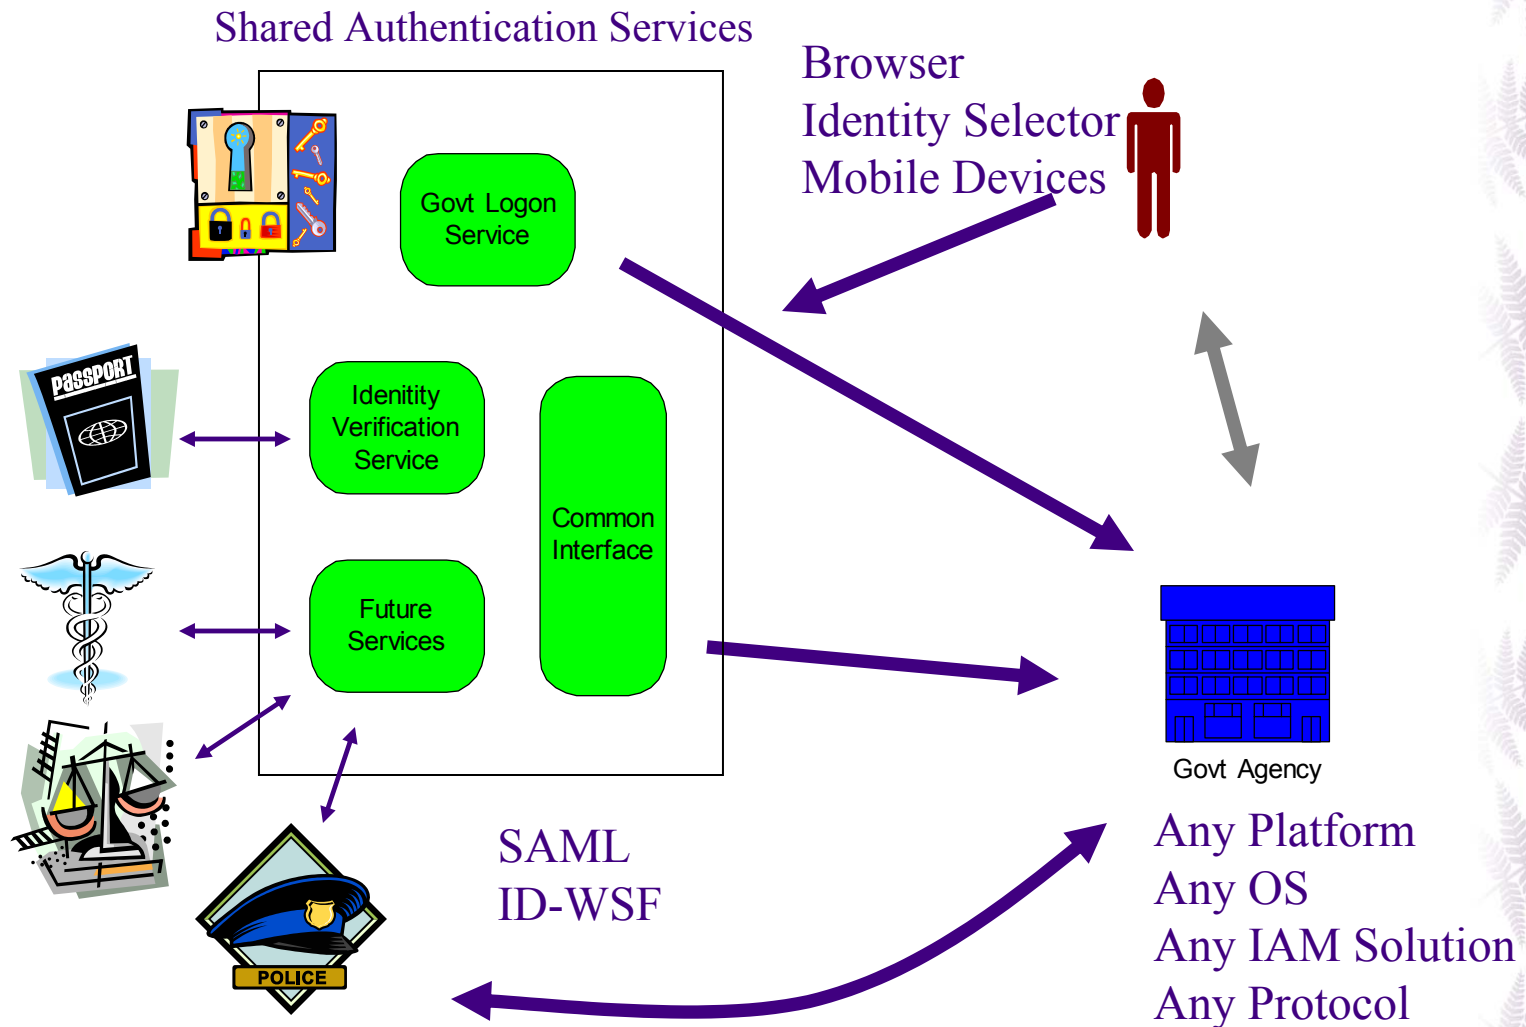 Shared Authentication Services
Browser
Identity Selector
Mobile Devices
Govt Logon
Service
PASSPORT
Idenitity
Verification
Service
Common
Interface
Future
Services
Govt Agency
SAML
ID-WSF
POLICE
Any Platform
Any OS
Any IAM Solution
Any Protocol